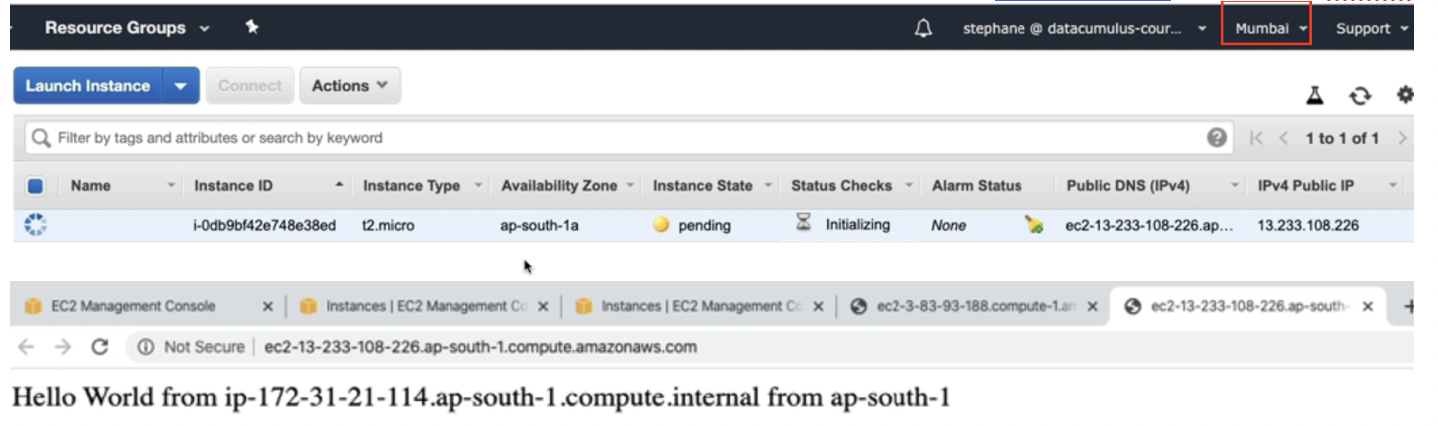 Resource Groups stephane @ datacumulus-cour... Mumbai Support
Launch Instance Connect Actions
Filter by tags and attributes or search by keyword 1 to 1 of 1
Name Instance ID Instance Type Availability Zone Instance State Status Checks Alarm Status Public DNS (IPv4) IPv4 Public IP
i-0db9bf42e748e38ed t2.micro ap-south-1a pending Initializing None ec2-13-233-108-226.ap... 13.233.108.226
EC2 Management Console Instances | EC2 Management Co Instances | EC2 Management Co ec2-3-83-93-188.compute-1.am ec2-13-233-108-226.ap-south-
Not Secure | ec2-13-233-108-226.ap-south-1.compute.amazonaws.com
Hello World from ip-172-31-21-114.ap-south-1.compute.internal from ap-south-1